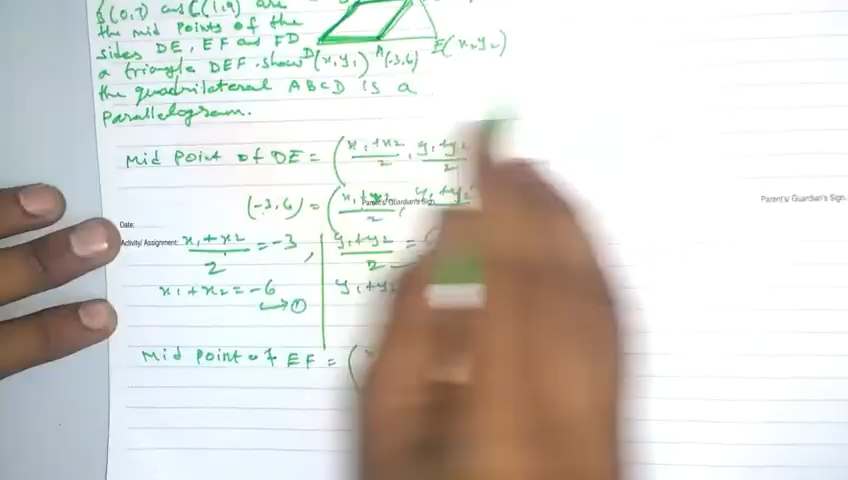 B(0,7) and C(1,9) are
the mid points of the
sides DE, EF and FD
a triangle DEF. show
the quadrilateral ABCD is a
parallelogram.
D(x₁y₁) A(-3,6) E(x₂y₂)
Mid point of DE = (x₁+x₂/2, y₁+y₂/2
(-3,6) = (x₁+x₂/2, y₁+y₂
Parent's/ Guardian's Sign
Parent's/ Guardian's Sign.
Date:
Activity/ Assignment:
x₁+x₂/2 = -3, y₁+y₂/2 =
x₁+x₂ = -6 y₁+y
→①
Mid point of EF = (